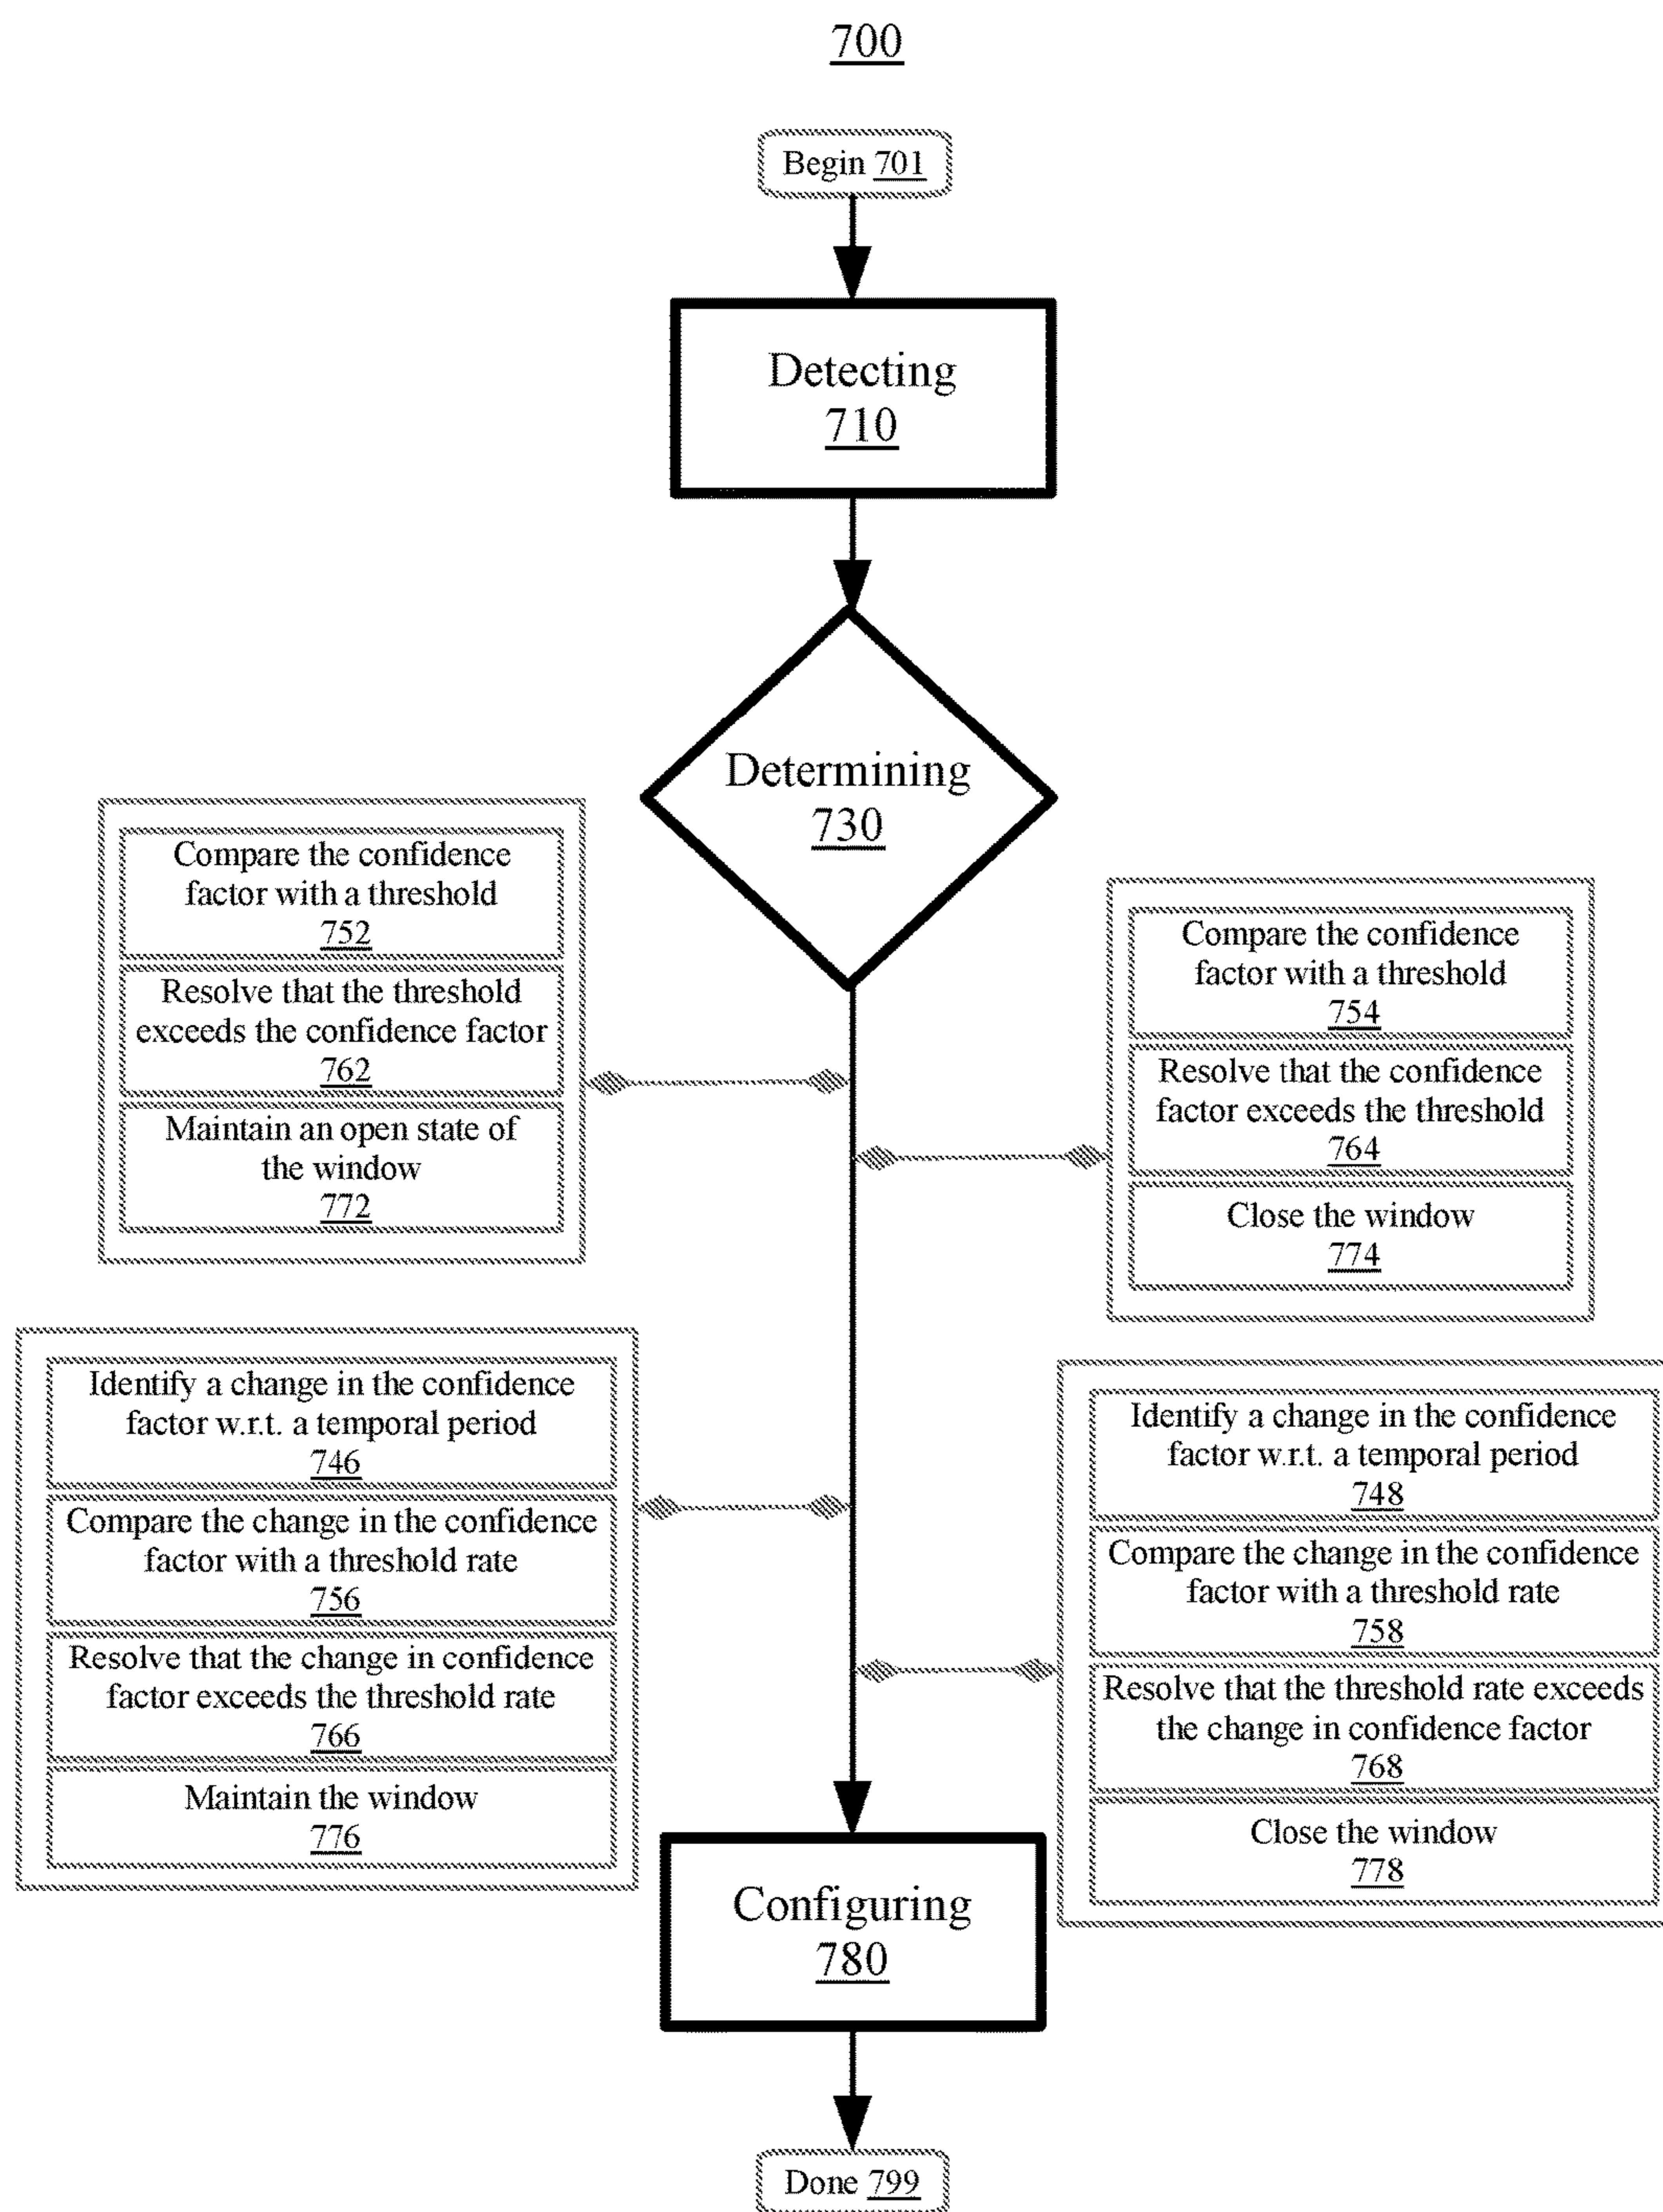 700
Begin 701
Detecting
710
Determining
730
Compare the confidence
factor with a threshold
752
Resolve that the threshold
exceeds the confidence factor
762
Maintain an open state of
the window
772
Compare the confidence
factor with a threshold
754
Resolve that the confidence
factor exceeds the threshold
764
Close the window
774
Identify a change in the confidence
factor w.r.t. a temporal period
746
Compare the change in the confidence
factor with a threshold rate
756
Resolve that the change in confidence
factor exceeds the threshold rate
766
Maintain the window
776
Identify a change in the confidence
factor w.r.t. a temporal period
748
Compare the change in the confidence
factor with a threshold rate
758
Resolve that the threshold rate exceeds
the change in confidence factor
768
Close the window
778
Configuring
780
Done 799